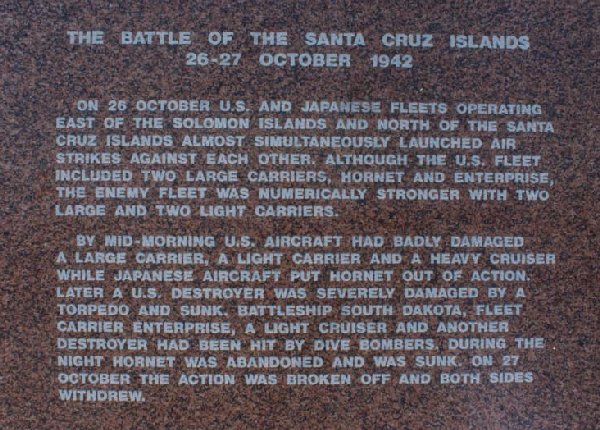 THE BATTLE OF THE SANTA CRUZ ISLANDS
26-27 OCTOBER 1942
ON 26 OCTOBER U.S. AND JAPANESE FLEETS OPERATING
EAST OF THE SOLOMON ISLANDS AND NORTH OF THE SANTA
CRUZ ISLANDS ALMOST SIMULTANEOUSLY LAUNCHED AIR
STRIKES AGAINST EACH OTHER. ALTHOUGH THE U.S. FLEET
INCLUDED TWO LARGE CARRIERS, HORNET AND ENTERPRISE,
THE ENEMY FLEET WAS NUMERICALLY STRONGER WITH TWO
LARGE AND TWO LIGHT CARRIERS.
BY MID-MORNING U.S. AIRCRAFT HAD BADLY DAMAGED
A LARGE CARRIER, A LIGHT CARRIER AND A HEAVY CRUISER
WHILE JAPANESE AIRCRAFT PUT HORNET OUT OF ACTION.
LATER A U.S. DESTROYER WAS SEVERELY DAMAGED BY A
TORPEDO AND SUNK. BATTLESHIP SOUTH DAKOTA, FLEET
CARRIER ENTERPRISE, A LIGHT CRUISER AND ANOTHER
DESTROYER HAD BEEN HIT BY DIVE BOMBERS. DURING THE
NIGHT HORNET WAS ABANDONED AND WAS SUNK. ON 27
OCTOBER THE ACTION WAS BROKEN OFF AND BOTH SIDES
WITHDREW.